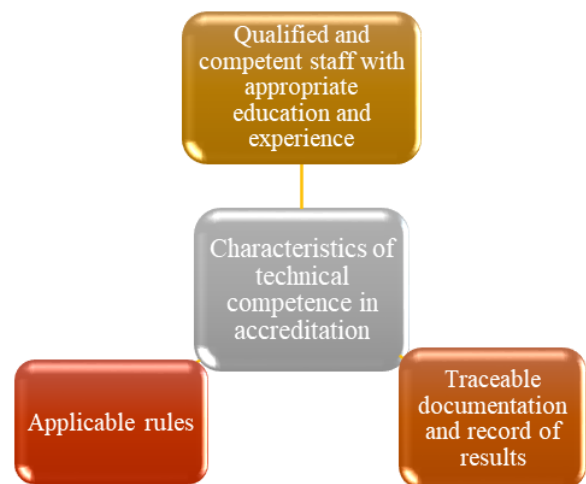 Qualified and
competent staff with
appropriate
education and
experience
Characteristics of
technical
competence in
accreditation
Applicable rules
Traceable
documentation
and record of
results